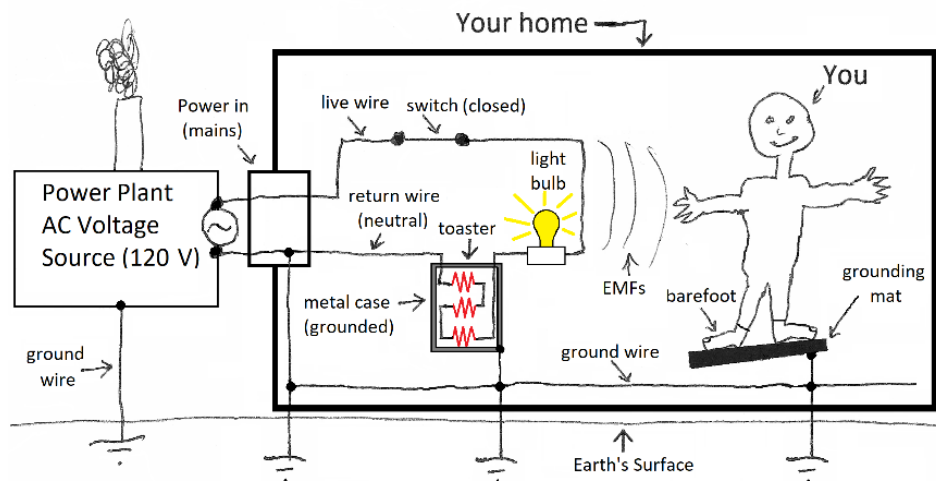 Your home
You
Power in
(mains)
live wire
switch (closed)
light
bulb
Power Plant
AC Voltage
Source (120 V)
return wire
(neutral)
toaster
EMFs
grounding
mat
barefoot
metal case
(grounded)
ground
wire
ground wire
Earth's Surface